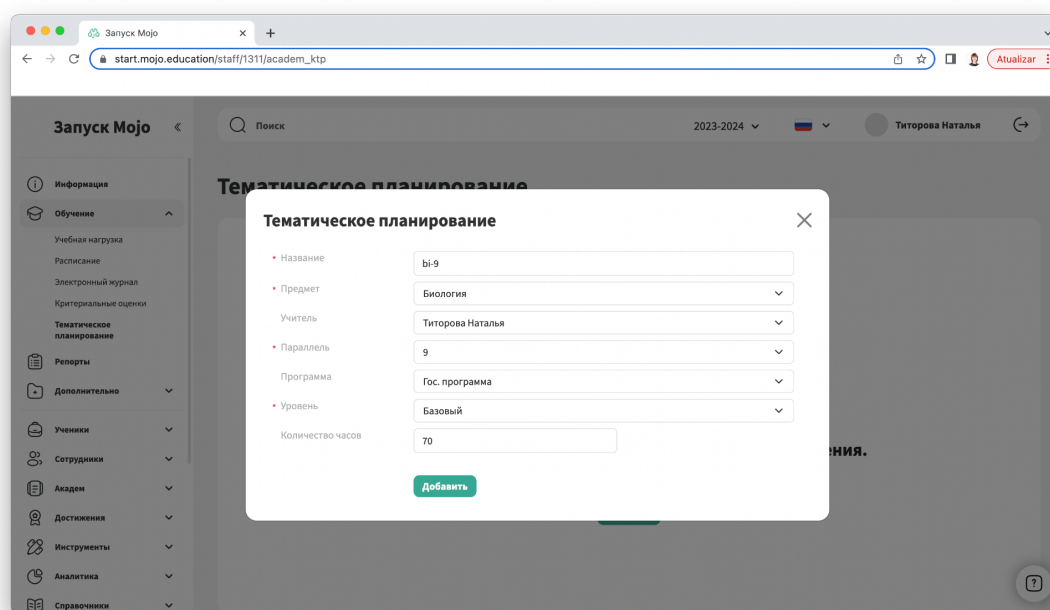 Запуск Mojo
start.mojo.education/staff/1311/academ_ktp
Atualizar
Запуск Mojo
«
Поиск
2023-2024
Титорова Наталья
Информация
Обучение
Учебная нагрузка
Расписание
Электронный журнал
Критериальные оценки
Тематическое
планирование
Репорты
Дополнительно
Ученики
Сотрудники
Академ
Достижения
Инструменты
Аналитика
Справочники
Тематическое планирование
Тематическое планирование
• Название
bi-9
• Предмет
Биология
Учитель
Титорова Наталья
• Параллель
9
Программа
Гос. программа
• Уровень
Базовый
Количество часов
70
Добавить
ения.
?